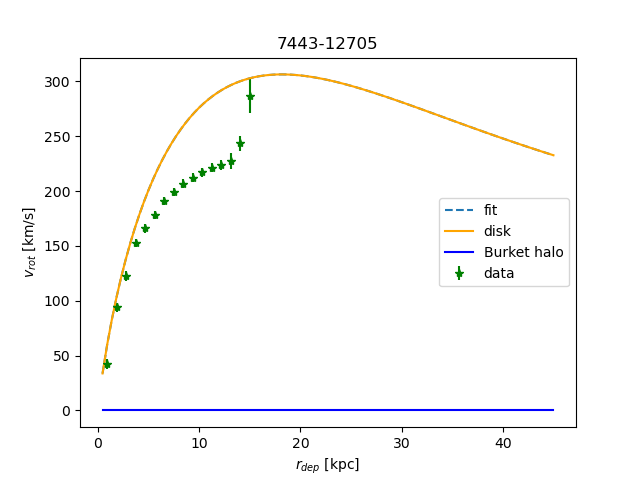 7443-12705
300
250
200
150
100
50
0
v_rot [km/s]
fit
disk
Burket halo
data
0 10 20 30 40
r_dep [kpc]